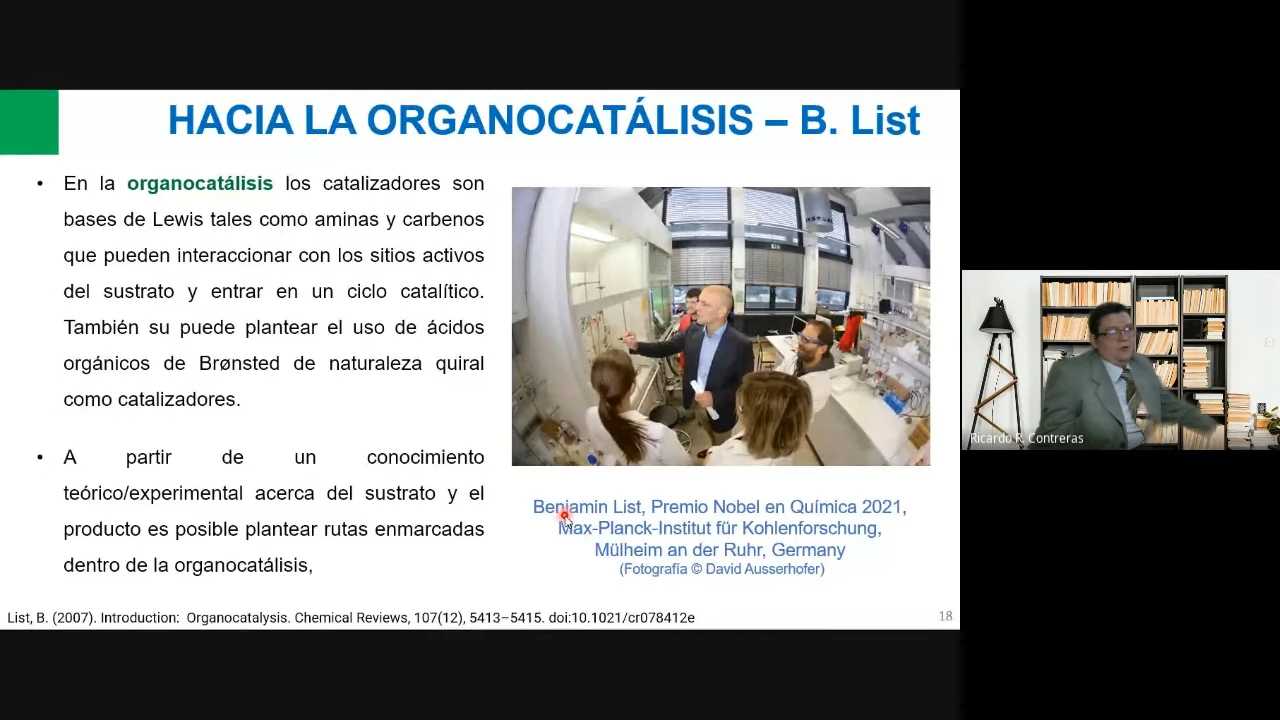 HACIA LA ORGANOCATÁLISIS – B. List
• En la organocatálisis los catalizadores son
bases de Lewis tales como aminas y carbenos
que pueden interaccionar con los sitios activos
del sustrato y entrar en un ciclo catalítico.
También su puede plantear el uso de ácidos
orgánicos de Brønsted de naturaleza quiral
como catalizadores.
• A partir de un conocimiento
teórico/experimental acerca del sustrato y el
producto es posible plantear rutas enmarcadas
dentro de la organocatálisis,
Benjamin List, Premio Nobel en Química 2021,
Max-Planck-Institut für Kohlenforschung,
Mülheim an der Ruhr, Germany
(Fotografía © David Ausserhofer)
List, B. (2007). Introduction: Organocatalysis. Chemical Reviews, 107(12), 5413–5415. doi:10.1021/cr078412e
18
Ricardo R. Contreras